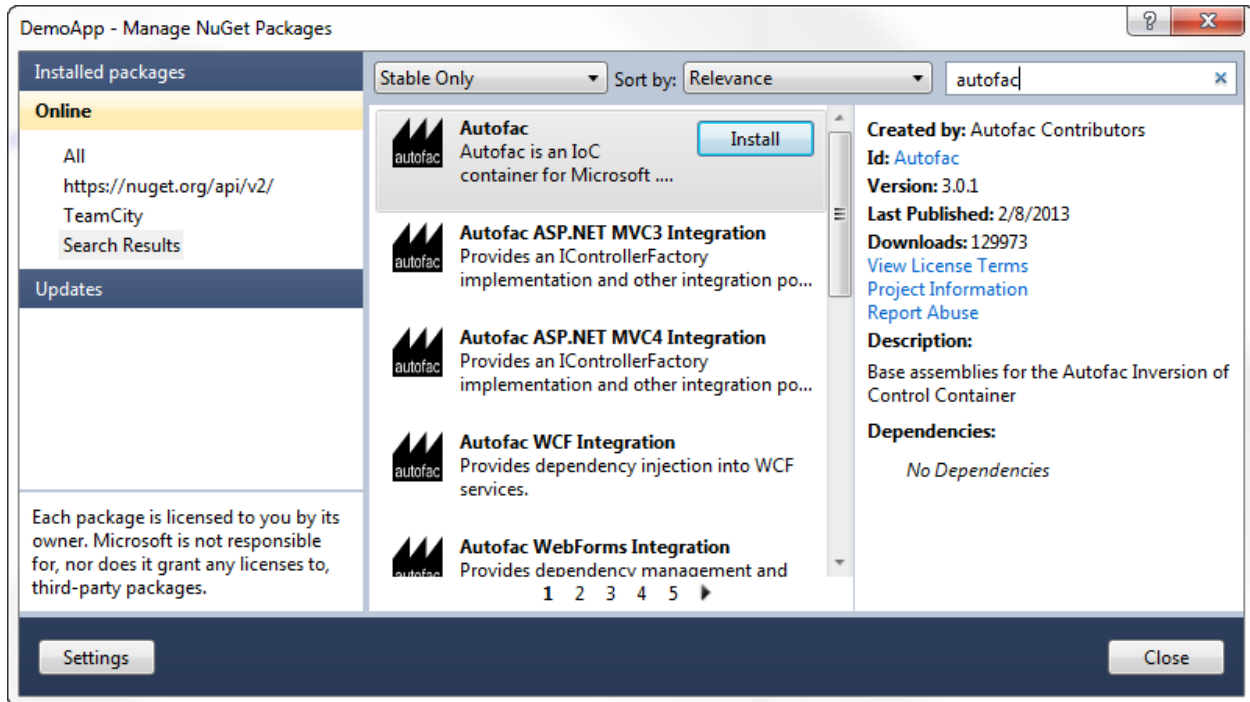 DemoApp - Manage NuGet Packages
Installed packages
Online
All
https://nuget.org/api/v2/
TeamCity
Search Results
Updates
Each package is licensed to you by its
owner. Microsoft is not responsible
for, nor does it grant any licenses to,
third-party packages.
Stable Only
Sort by: Relevance
autofac
autofac
Autofac
Install
Autofac is an IoC
container for Microsoft ....
autofac
Autofac ASP.NET MVC3 Integration
Provides an IControllerFactory
implementation and other integration po...
autofac
Autofac ASP.NET MVC4 Integration
Provides an IControllerFactory
implementation and other integration po...
autofac
Autofac WCF Integration
Provides dependency injection into WCF
services.
autofac
Autofac WebForms Integration
Provides dependency management and
1 2 3 4 5
Created by: Autofac Contributors
Id: Autofac
Version: 3.0.1
Last Published: 2/8/2013
Downloads: 129973
View License Terms
Project Information
Report Abuse
Description:
Base assemblies for the Autofac Inversion of
Control Container
Dependencies:
No Dependencies
Settings
Close